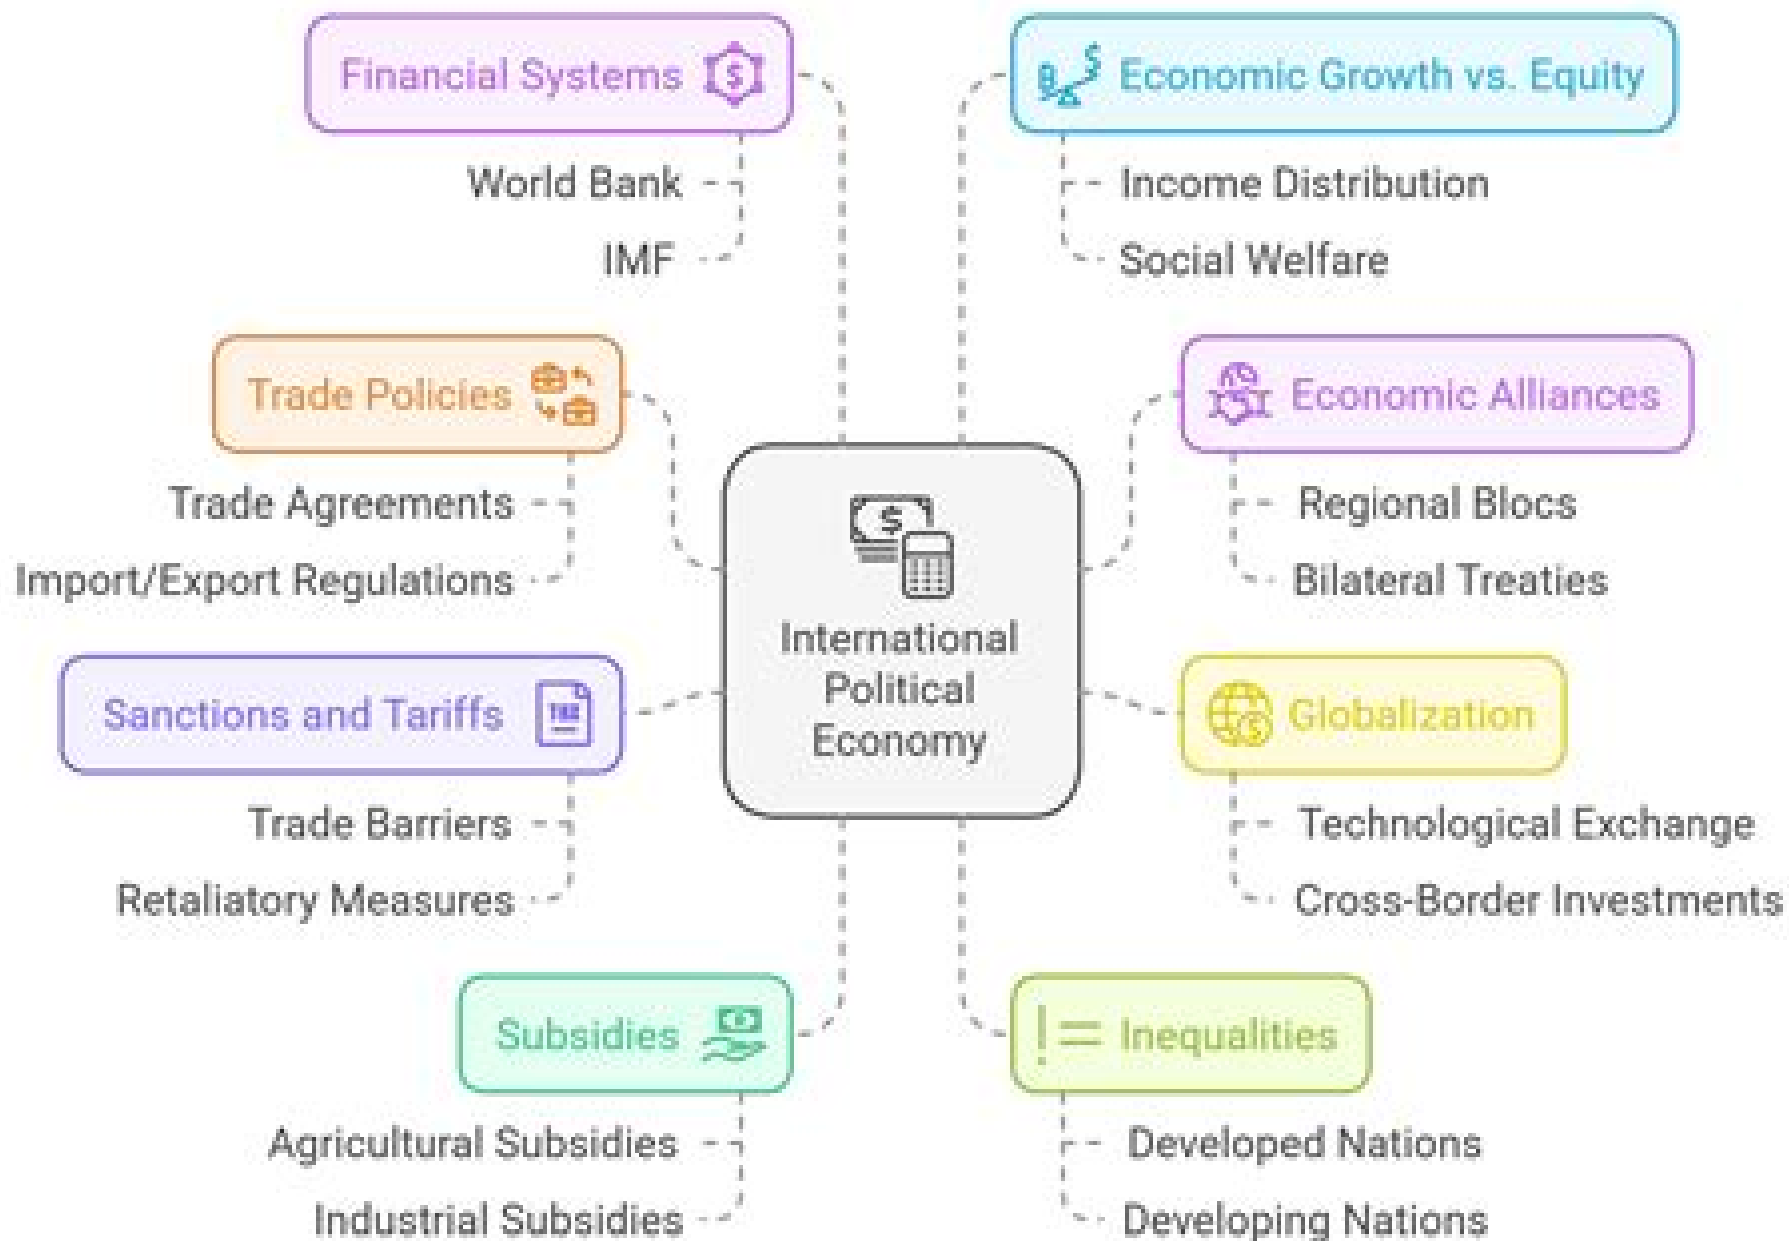 Financial Systems
World Bank
IMF
Trade Policies
Trade Agreements
Import/Export Regulations
Sanctions and Tariffs
Trade Barriers
Retaliatory Measures
Subsidies
Agricultural Subsidies
Industrial Subsidies
International
Political
Economy
Economic Growth vs. Equity
Income Distribution
Social Welfare
Economic Alliances
Regional Blocs
Bilateral Treaties
Globalization
Technological Exchange
Cross-Border Investments
Inequalities
Developed Nations
Developing Nations